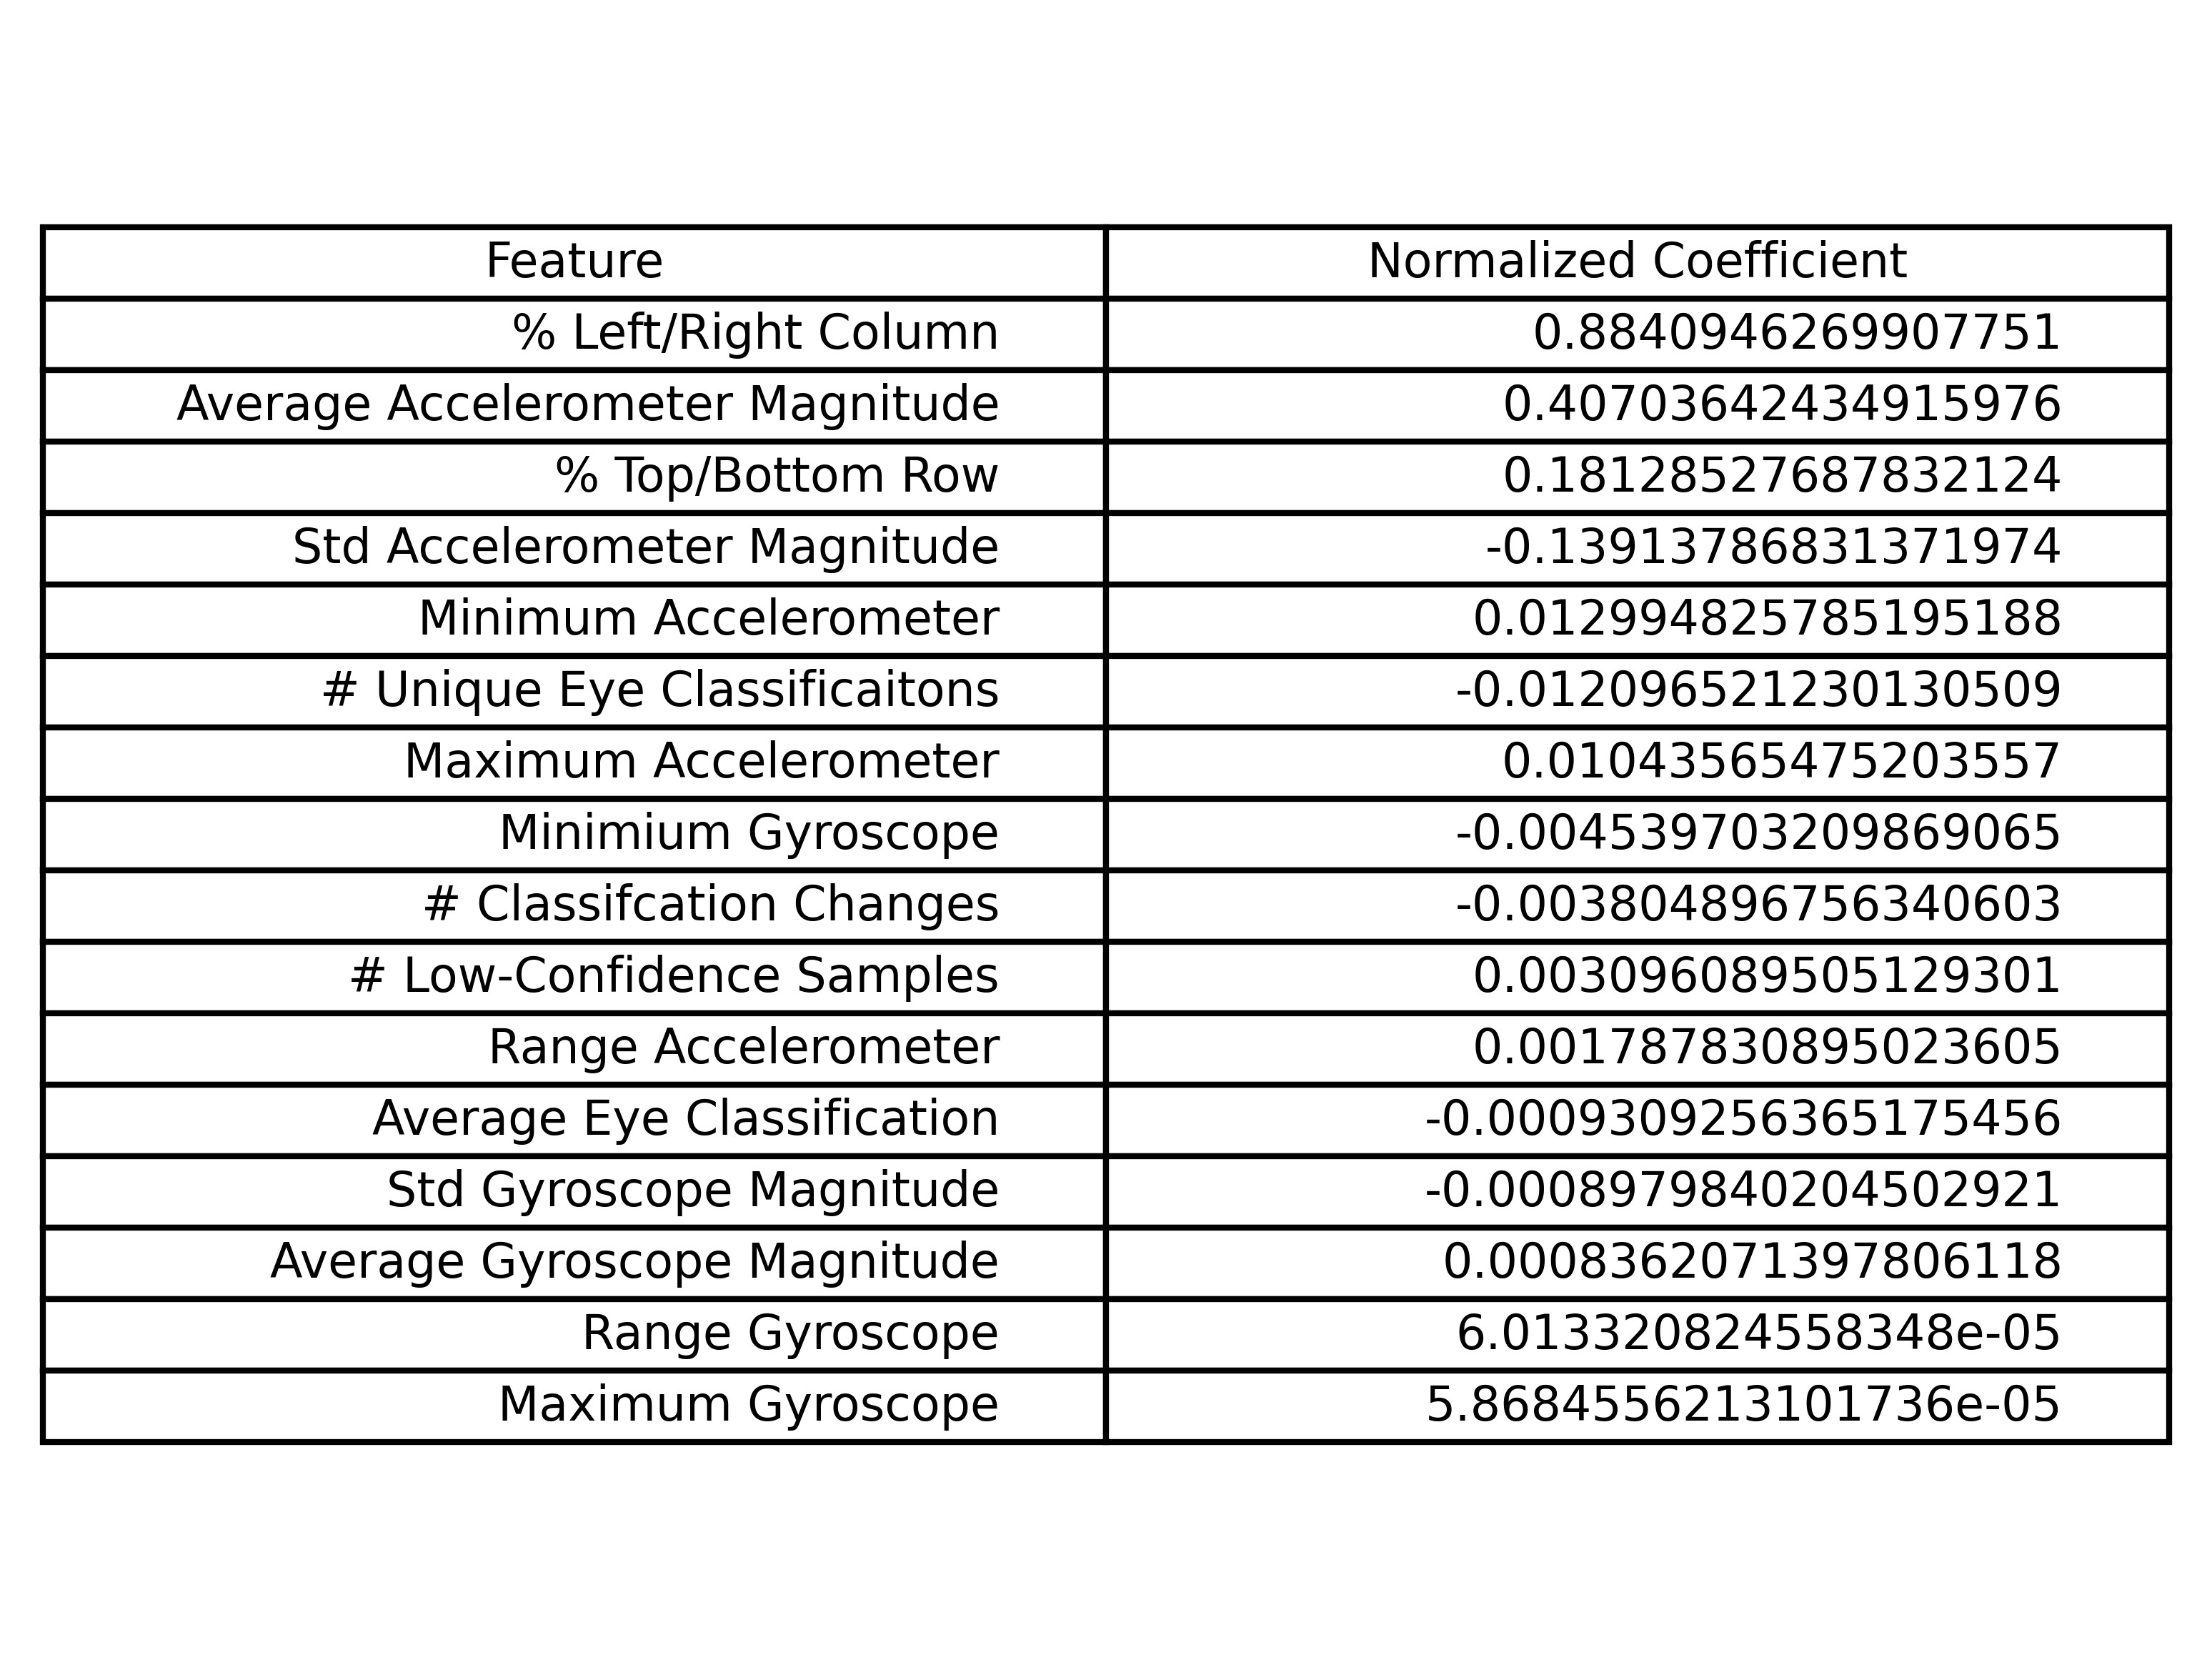 Feature Normalized Coefficient
% Left/Right Column 0.8840946269907751
Average Accelerometer Magnitude 0.40703642434915976
% Top/Bottom Row 0.18128527687832124
Std Accelerometer Magnitude -0.13913786831371974
Minimum Accelerometer 0.012994825785195188
# Unique Eye Classificaitons -0.012096521230130509
Maximum Accelerometer 0.01043565475203557
Minimium Gyroscope -0.004539703209869065
# Classifcation Changes -0.003804896756340603
# Low-Confidence Samples 0.003096089505129301
Range Accelerometer 0.001787830895023605
Average Eye Classification -0.0009309256365175456
Std Gyroscope Magnitude -0.0008979840204502921
Average Gyroscope Magnitude 0.0008362071397806118
Range Gyroscope 6.013320824558348e-05
Maximum Gyroscope 5.8684556213101736e-05